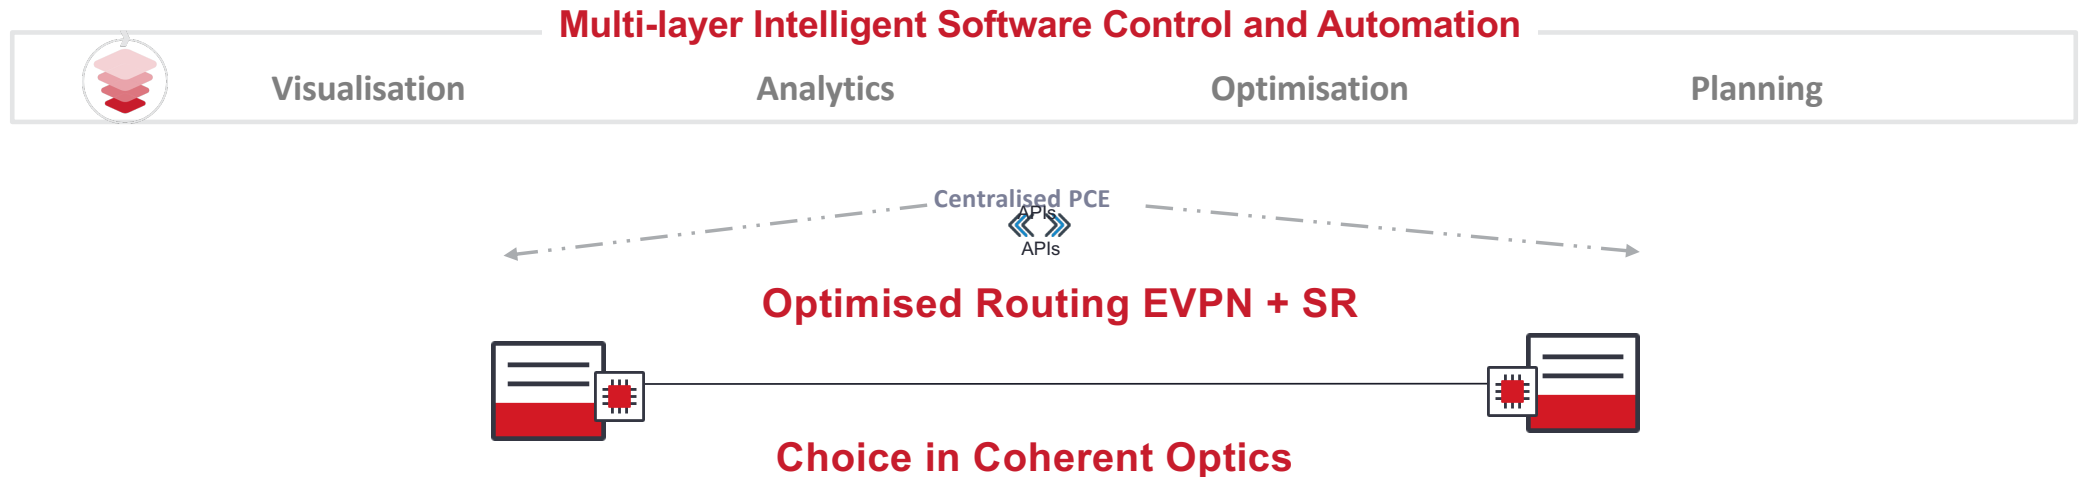 Multi-layer Intelligent Software Control and Automation
Visualisation Analytics Optimisation Planning
Centralised PCE
APIs
APIs
Optimised Routing EVPN + SR
Choice in Coherent Optics